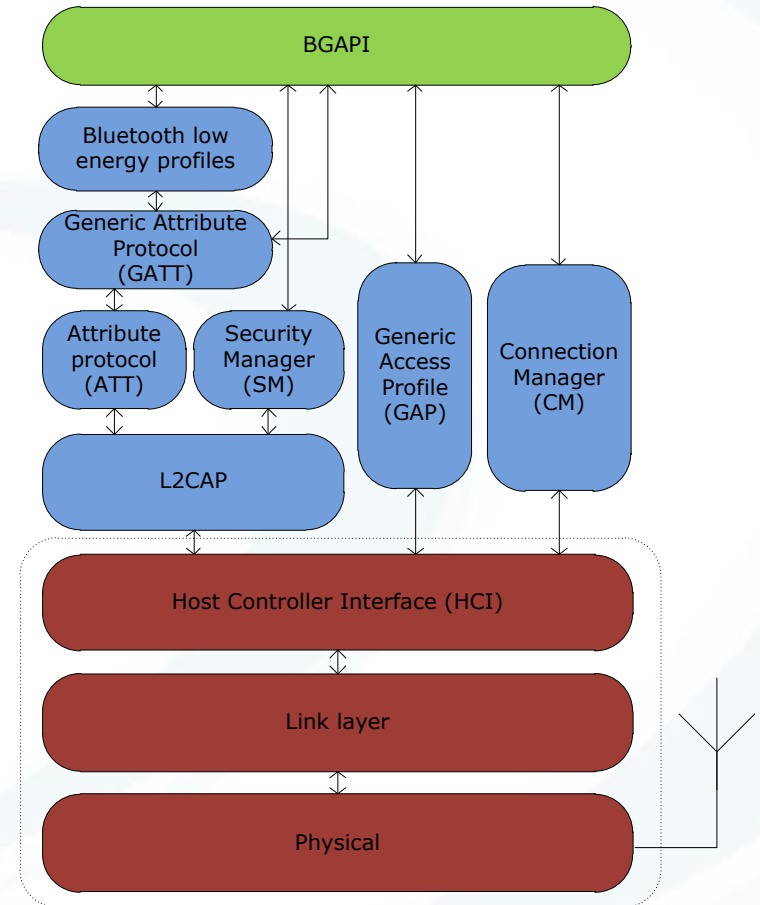 BGAPI
Bluetooth low
energy profiles
Generic Attribute
Protocol
(GATT)
Attribute
protocol
(ATT)
Security
Manager
(SM)
Generic
Access
Profile
(GAP)
Connection
Manager
(CM)
L2CAP
Host Controller Interface (HCI)
Link layer
Physical